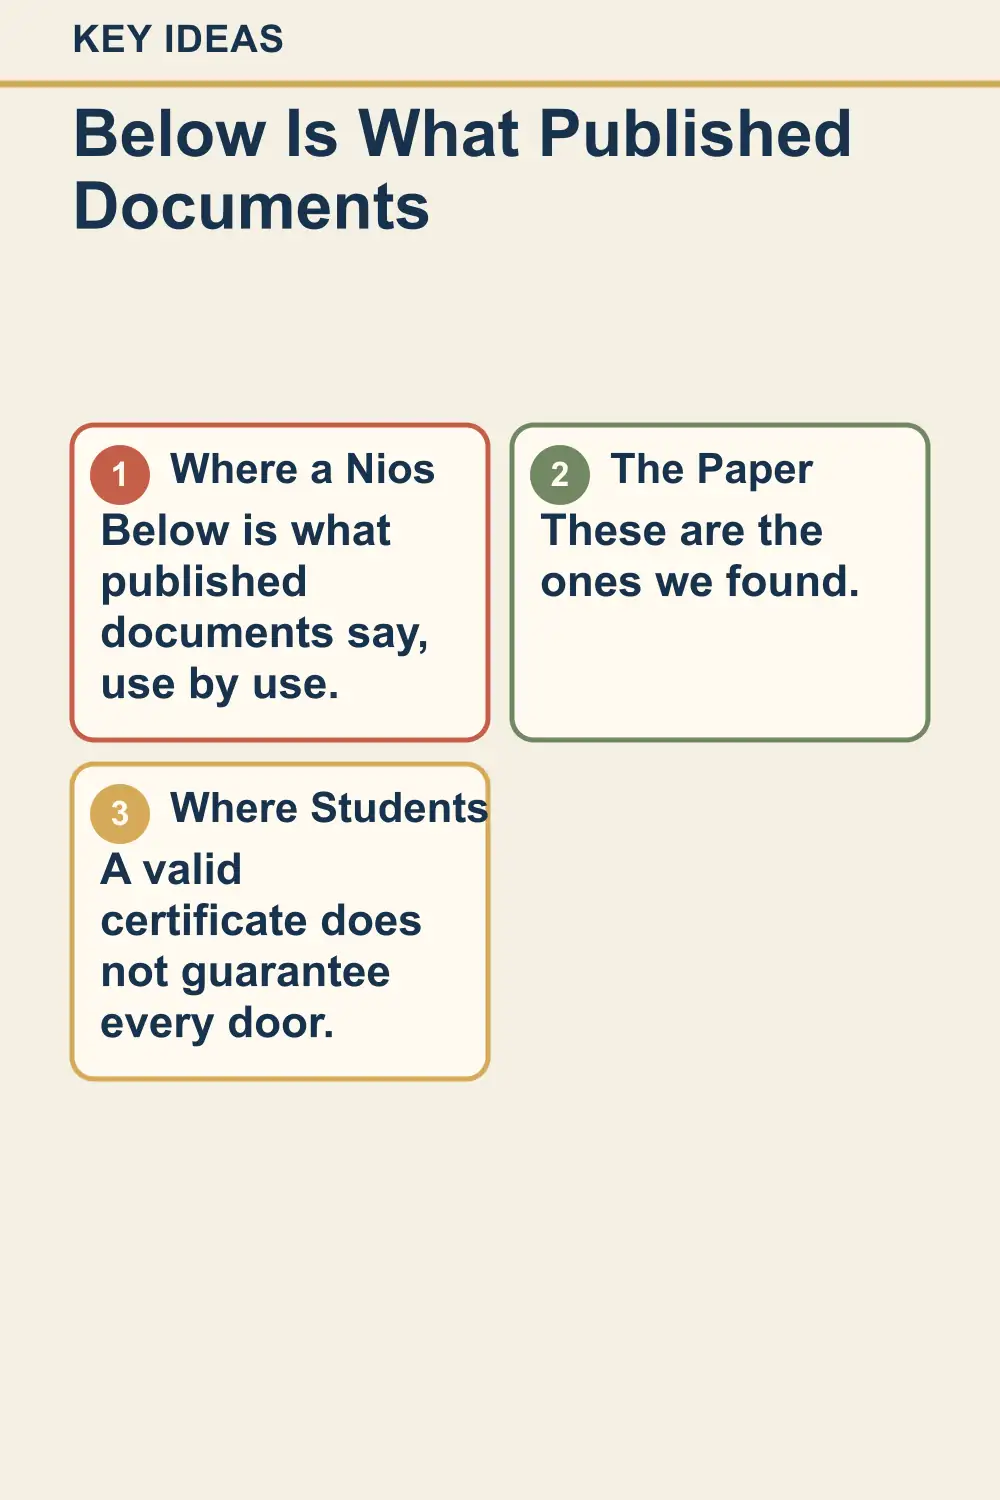 KEY IDEAS
Below Is What Published
Documents
1
Where a Nios
Below is what
published
documents say,
use by use.
2
The Paper
These are the
ones we found.
3
Where Students
A valid
certificate does
not guarantee
every door.